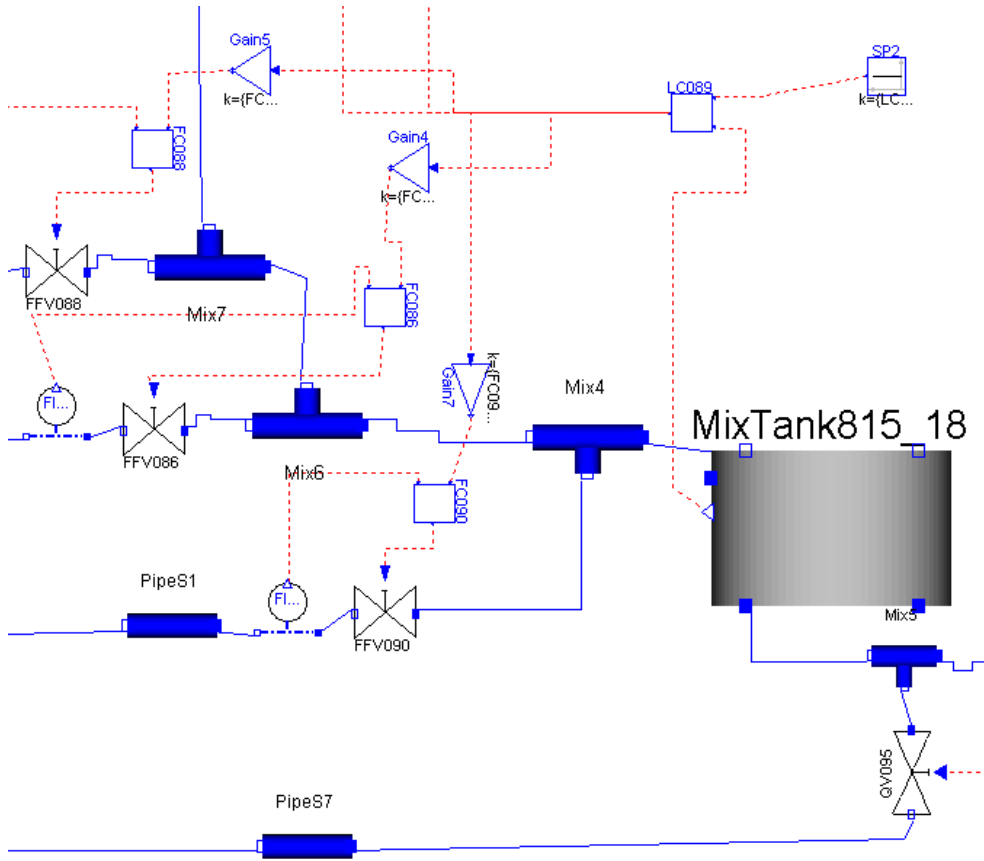 Gain5
SP2
k={FC...
LC089
k={LC...
FC088
Gain4
k={FC...
FFV088
Mix7
FC086
FI...
k={FC09...
Gain7
Mix4
MixTank815_18
FFV086
Mix6
FC090
PipeS1
FI...
FFV090
Mix5
QV095
PipeS7